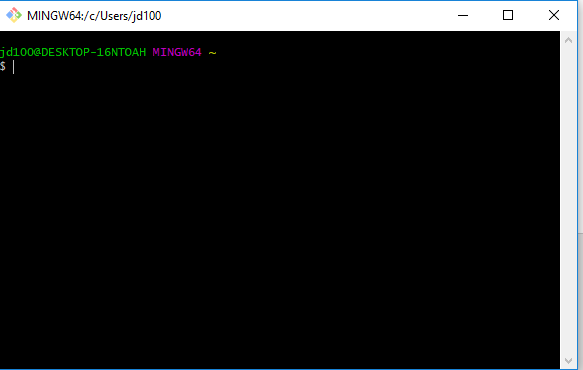 MINGW64:/c/Users/jd100
jd100@DESKTOP-16NTOAH MINGW64 ~
$